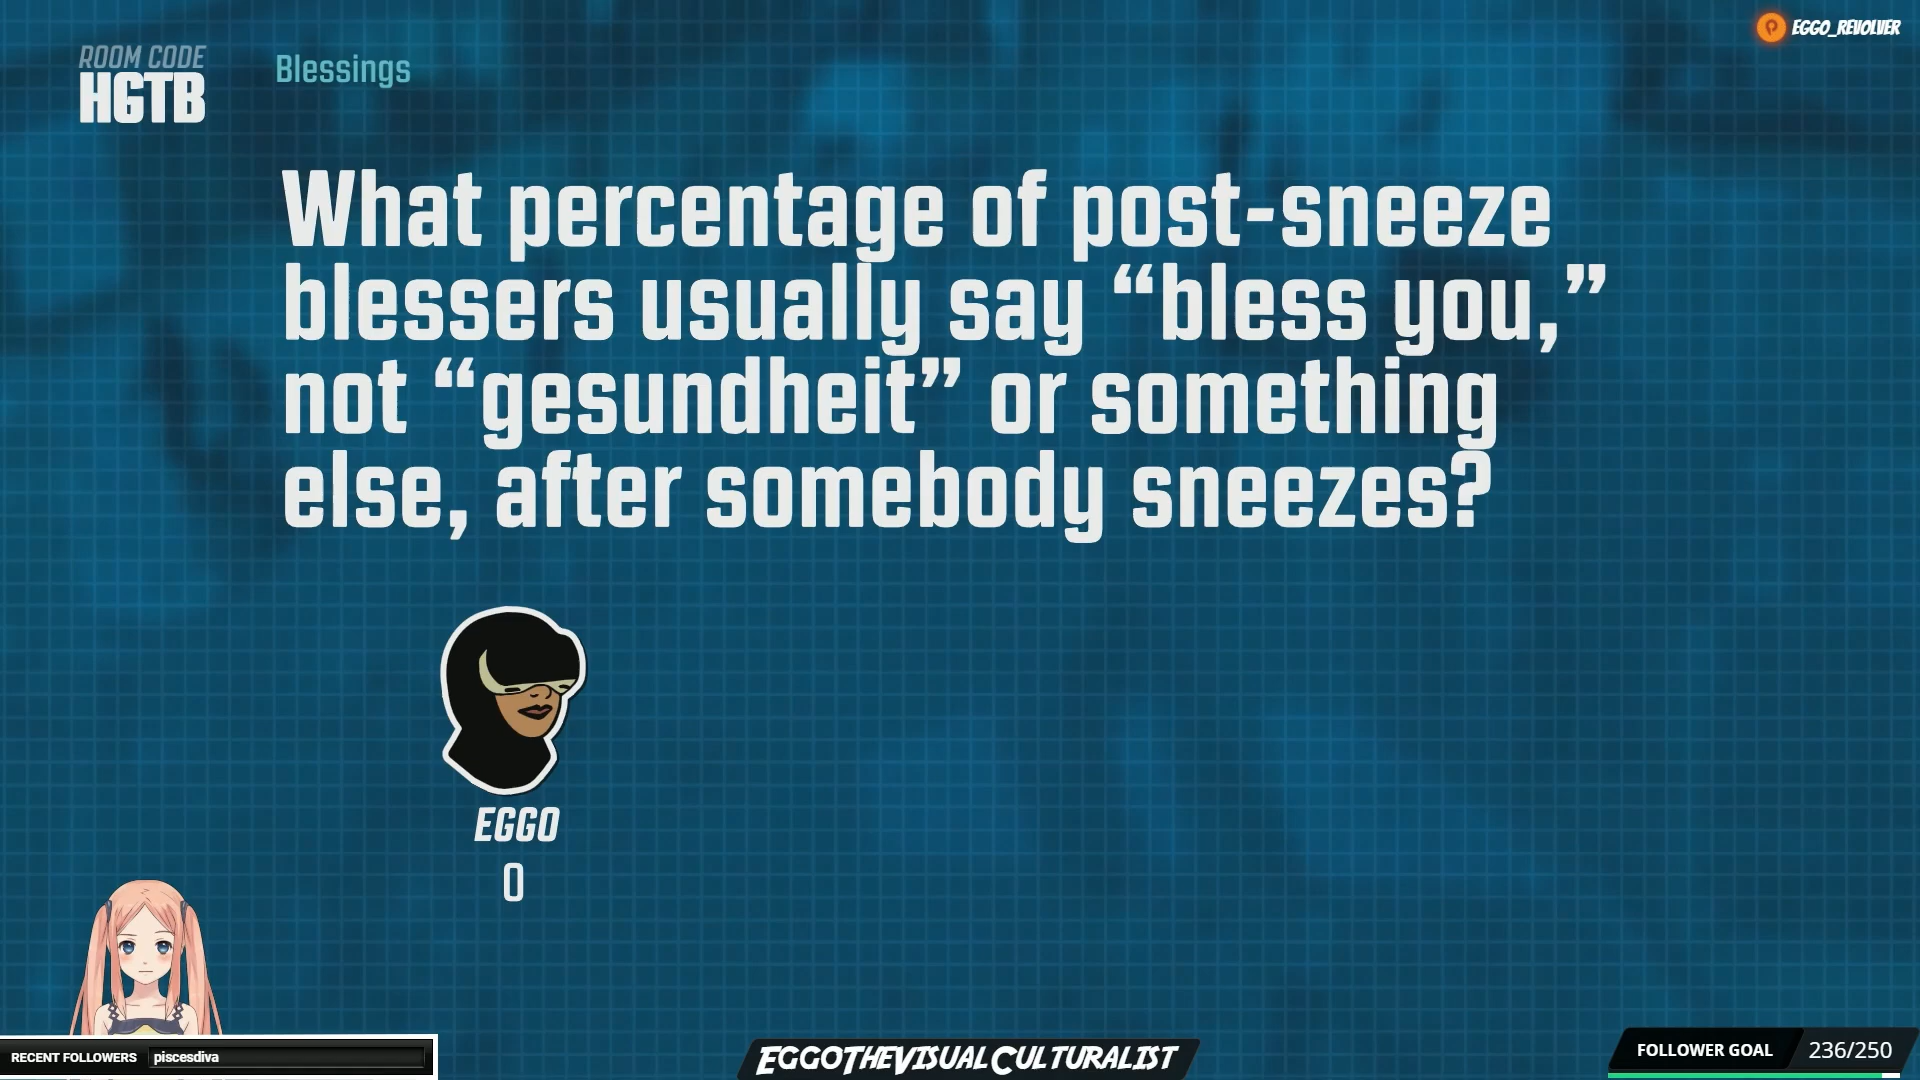 EGGO_REVOLVER
ROOM CODE
HGTB
Blessings
What percentage of post-sneeze
blessers usually say “bless you,”
not “gesundheit” or something
else, after somebody sneezes?
EGGO
0
RECENT FOLLOWERS piscesdiva
EGGOTHEVISUALCULTURALIST
FOLLOWER GOAL 236/250